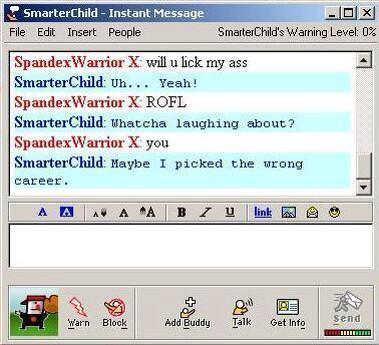 SmarterChild - Instant Message
File Edit Insert People SmarterChild's Warning Level: 0%
SpandexWarrior X: will u lick my ass
SmarterChild: Uh... Yeah!
SpandexWarrior X: ROFL
SmarterChild: Whatcha laughing about?
SpandexWarrior X: you
SmarterChild: Maybe I picked the wrong
career.
A A A A A B I U link
Warn Block Add Buddy Talk Get Info Send